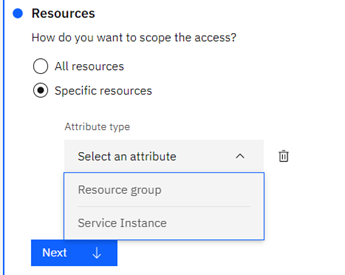 Resources
How do you want to scope the access?
All resources
Specific resources
Attribute type
Select an attribute
Resource group
Service Instance
Next